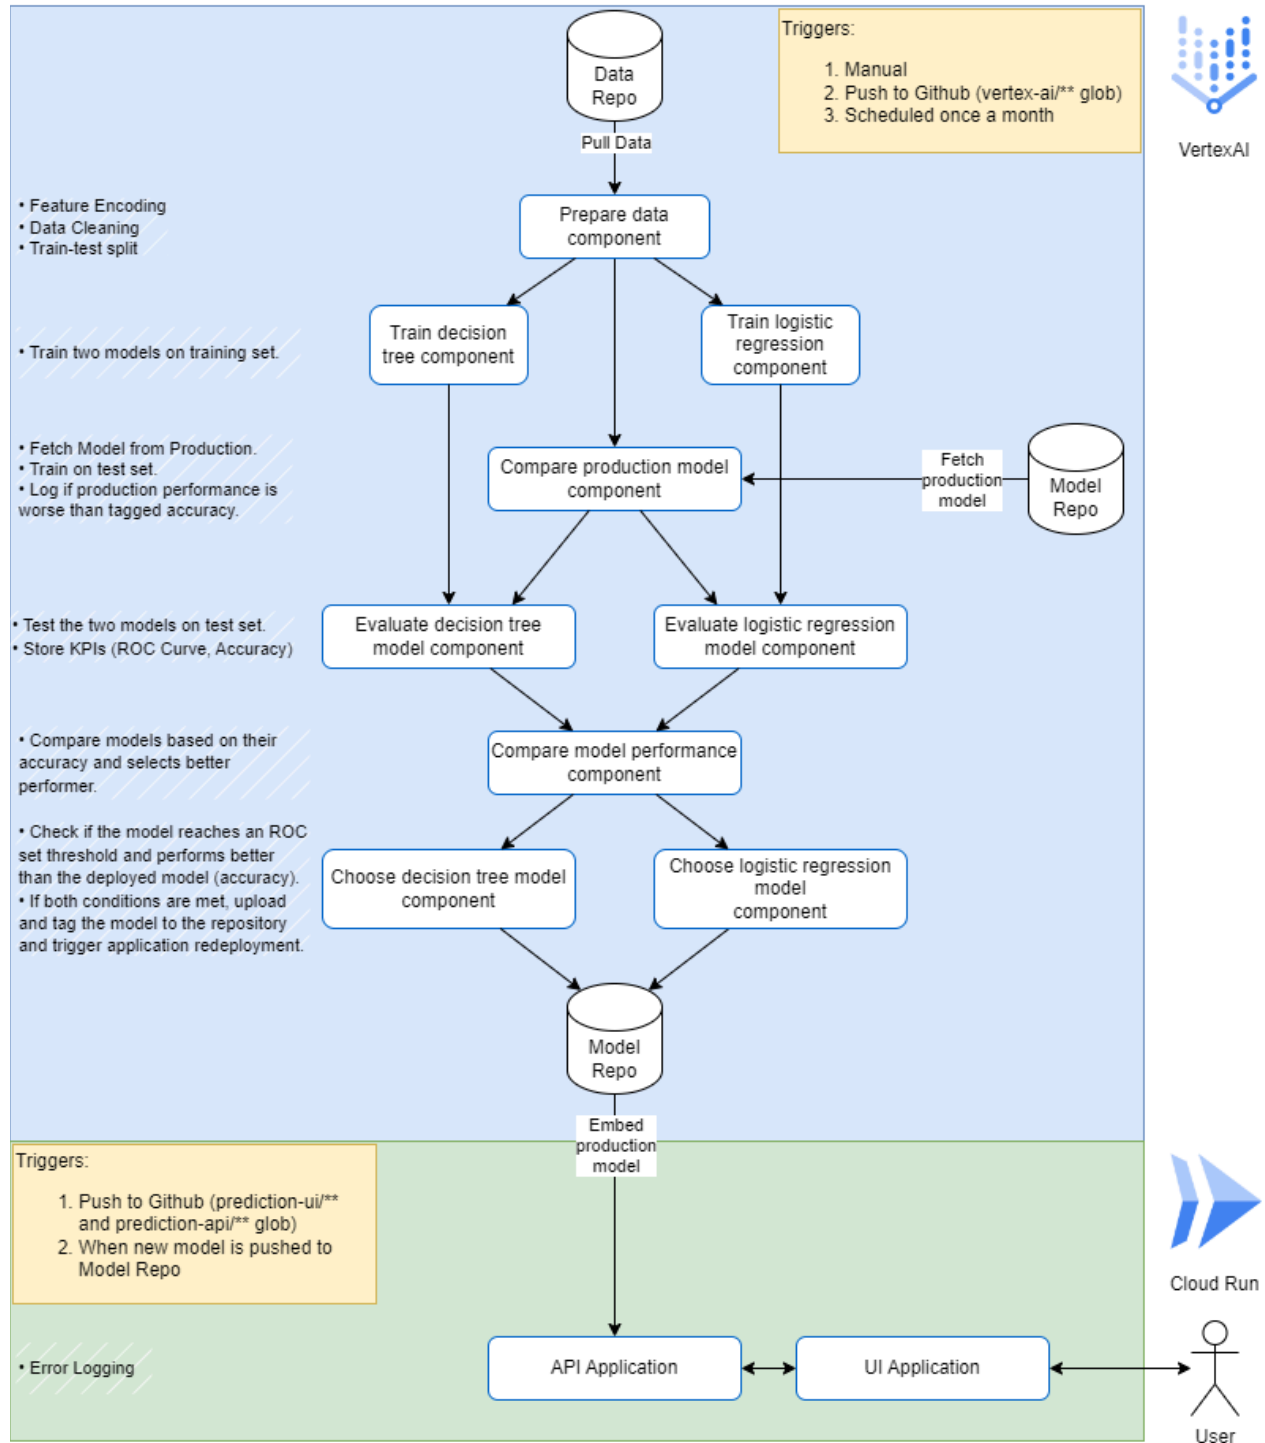 Data
Repo
Triggers:
1. Manual
2. Push to Github (vertex-ai/** glob)
3. Scheduled once a month
VertexAI
Pull Data
• Feature Encoding
• Data Cleaning
• Train-test split
Prepare data
component
• Train two models on training set.
Train decision
tree component
Train logistic
regression
component
• Fetch Model from Production.
• Train on test set.
• Log if production performance is
worse than tagged accuracy.
Compare production model
component
Fetch
production
model
Model
Repo
• Test the two models on test set.
• Store KPIs (ROC Curve, Accuracy)
Evaluate decision tree
model component
Evaluate logistic regression
model component
• Compare models based on their
accuracy and selects better
performer.
Compare model performance
component
• Check if the model reaches an ROC
set threshold and performs better
than the deployed model (accuracy).
• If both conditions are met, upload
and tag the model to the repository
and trigger application redeployment.
Choose decision tree model
component
Choose logistic regression
model
component
Model
Repo
Embed
production
model
Triggers:
1. Push to Github (prediction-ui/**
and prediction-api/** glob)
2. When new model is pushed to
Model Repo
Cloud Run
• Error Logging
API Application
UI Application
User